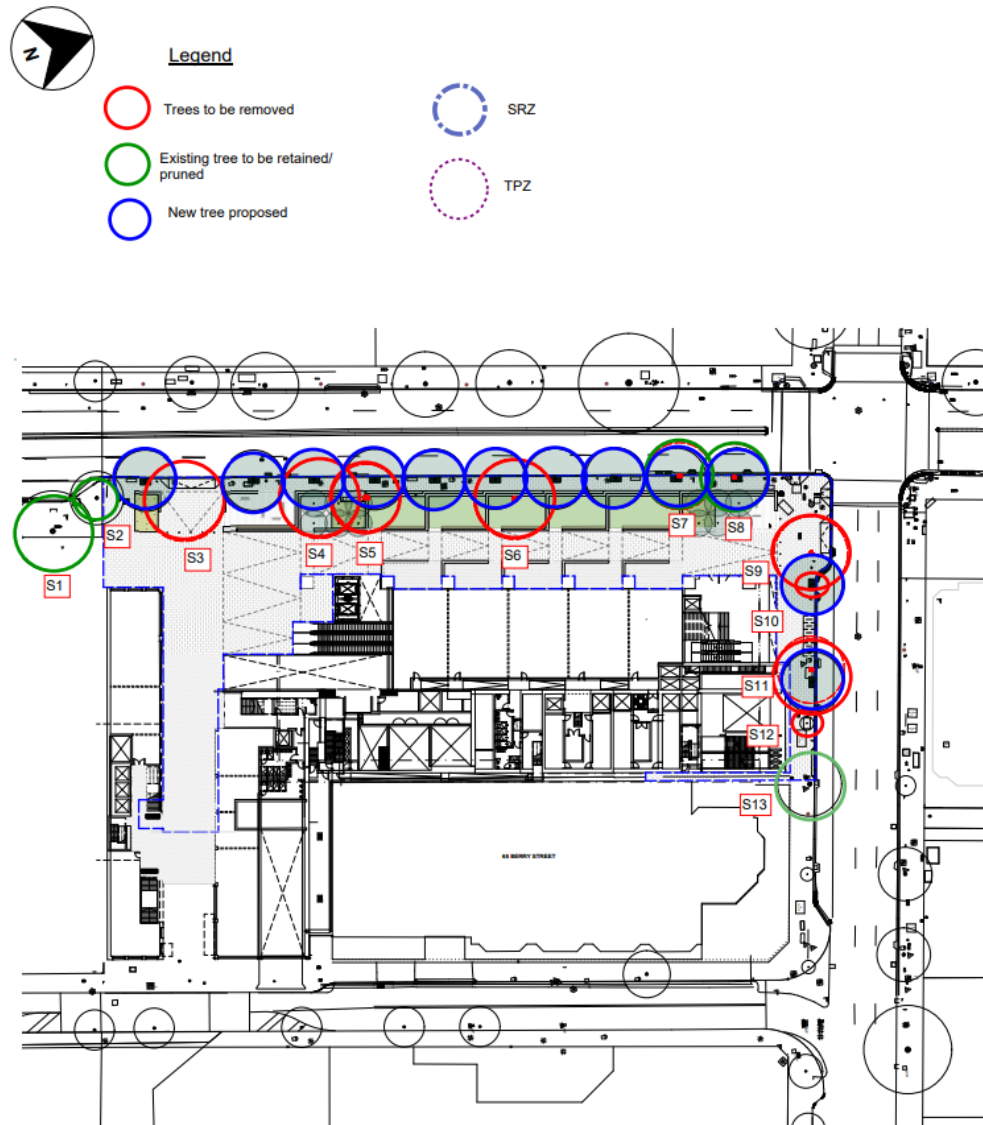 N
Legend
Trees to be removed
SRZ
Existing tree to be retained/
pruned
TPZ
New tree proposed
S2
S1
S3
S4
S5
S6
S7
S8
S9
S10
S11
S12
S13
65 BERRY STREET